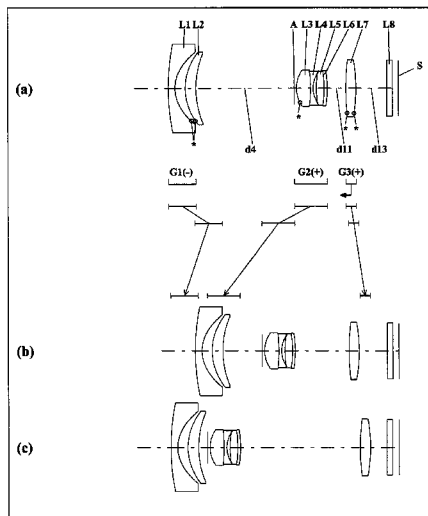 L1 L2 A L3 L4 L5 L6 L7 L8
S
(a)
* * * *
d4 d11 d13
G1(-) G2(+) G3(+)
(b)
(c)